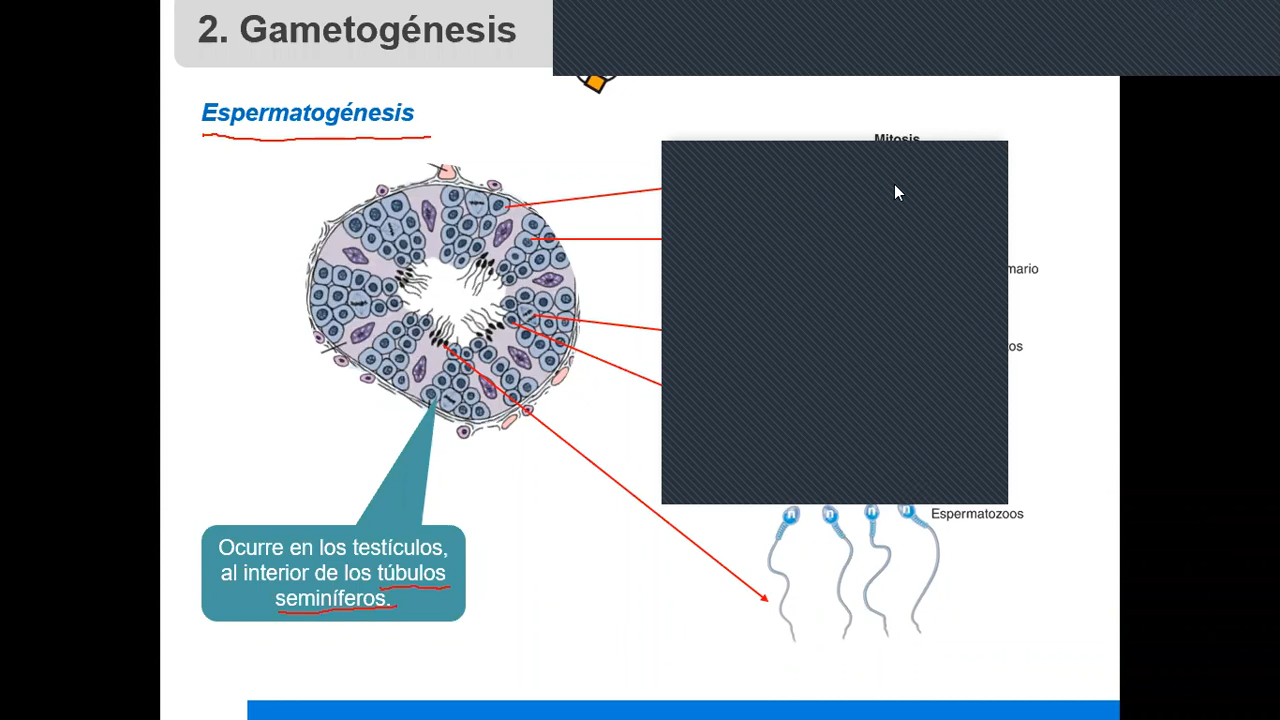 2. Gametogénesis
Espermatogénesis
Mitosis
mario
os
n n n n
Espermatozoos
Ocurre en los testículos,
al interior de los túbulos
seminíferos.